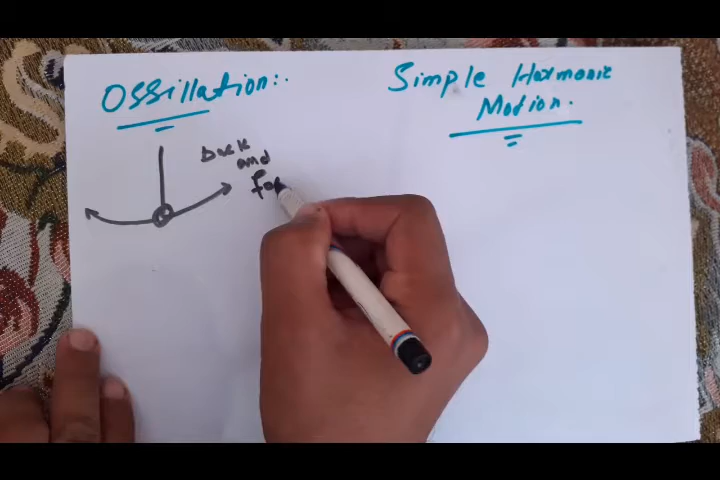 Ossillation:.
Simple Harmonic
Motion.
back
and
fo